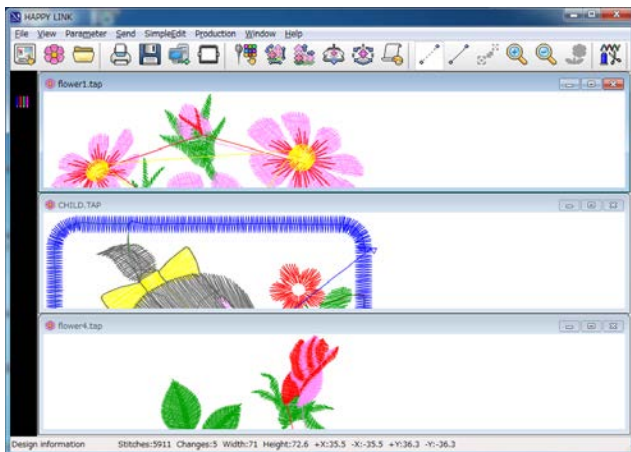 HAPPY LINK
File View Parameter Send SimpleEdit Production Window Help
flower1.tap
CHILD.TAP
flower4.tap
Design information Stitches:5911 Changes:5 Width:71 Height:72.6 +X:35.5 -X:-35.5 +Y:36.3 -Y:-36.3